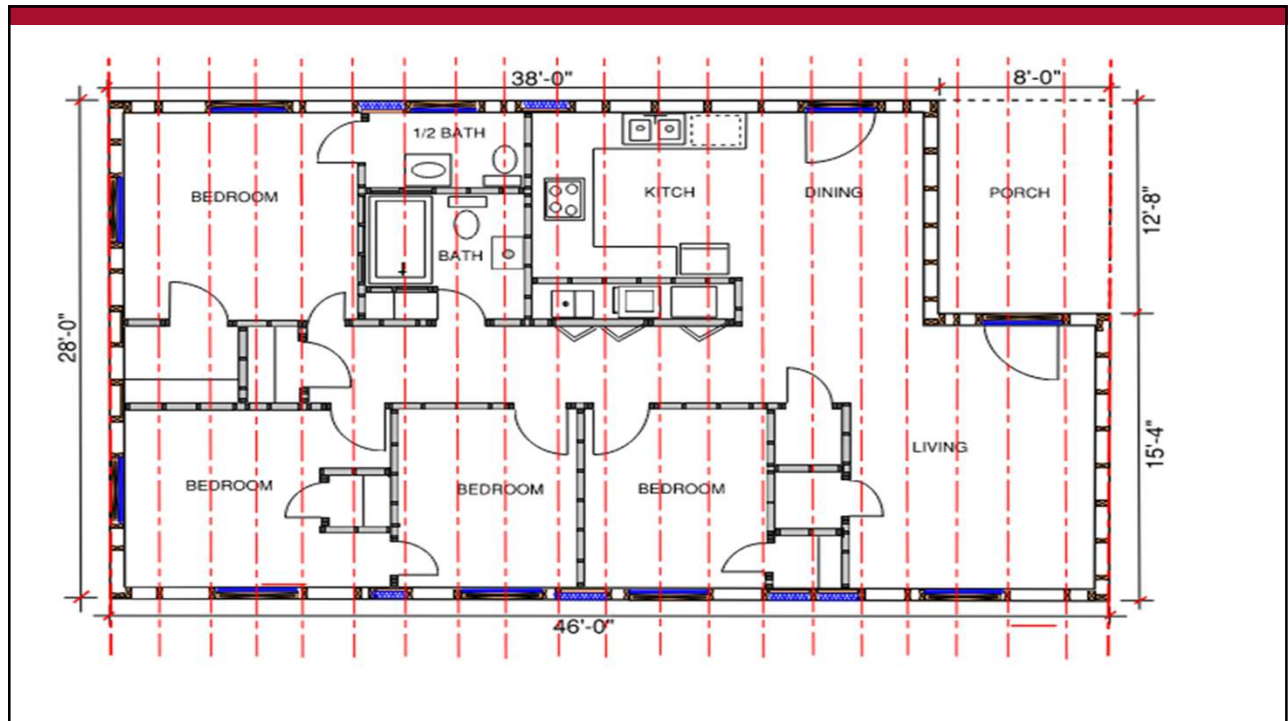 38'-0"
8'-0"
1/2 BATH
BEDROOM
KITCH
DINING
PORCH
12'-8"
BATH
28'-0"
LIVING
15'-4"
BEDROOM
BEDROOM
BEDROOM
46'-0"